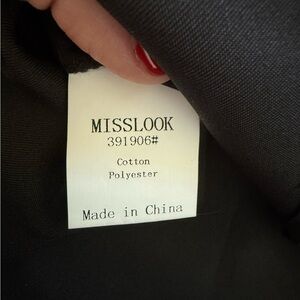 MISSLOOK
391906#
Cotton
Polyester
Made in China